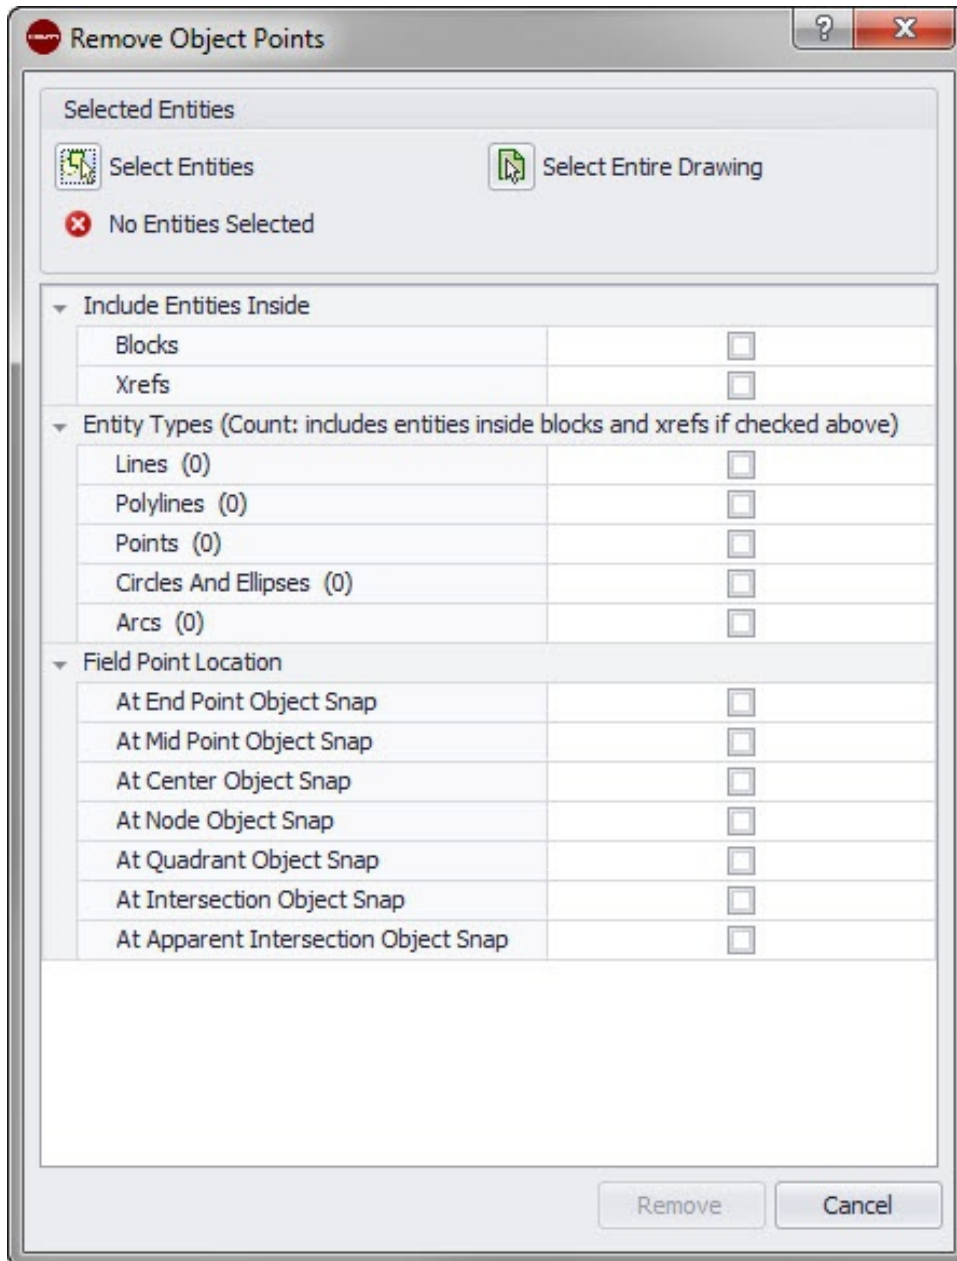 Remove Object Points
Selected Entities
Select Entities
Select Entire Drawing
No Entities Selected
Include Entities Inside
Blocks
Xrefs
Entity Types (Count: includes entities inside blocks and xrefs if checked above)
Lines (0)
Polylines (0)
Points (0)
Circles And Ellipses (0)
Arcs (0)
Field Point Location
At End Point Object Snap
At Mid Point Object Snap
At Center Object Snap
At Node Object Snap
At Quadrant Object Snap
At Intersection Object Snap
At Apparent Intersection Object Snap
Remove
Cancel